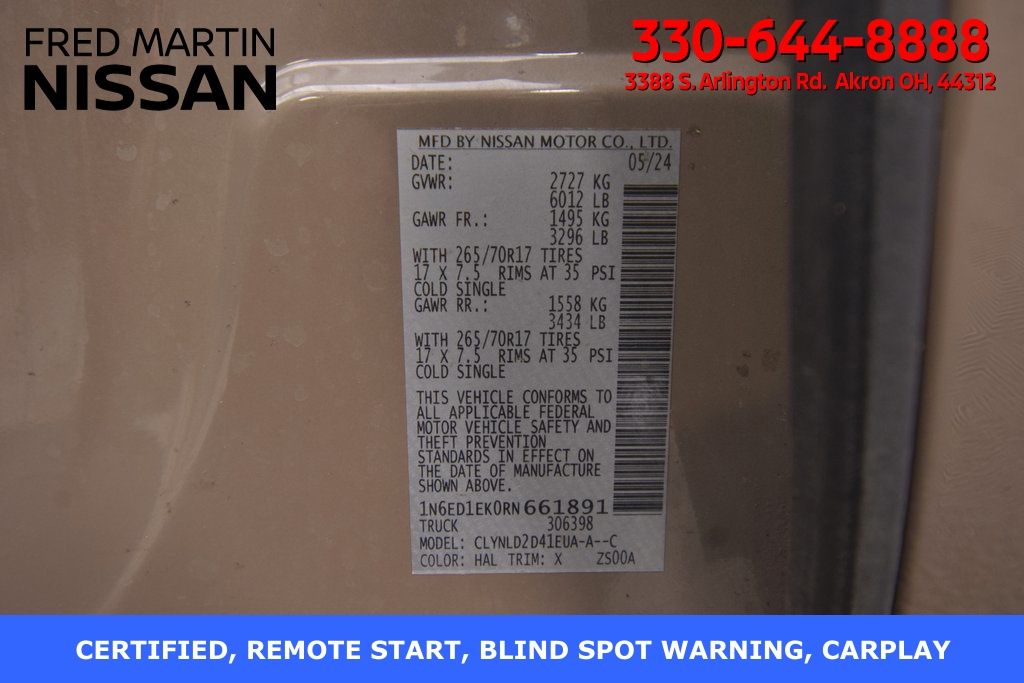 FRED MARTIN
NISSAN
330-644-8888
3388 S. Arlington Rd. Akron OH, 44312
MFD BY NISSAN MOTOR CO., LTD.
DATE: 05/24
GVWR: 2727 KG
6012 LB
GAWR FR.: 1495 KG
3296 LB
WITH 265/70R17 TIRES
17 X 7.5 RIMS AT 35 PSI
COLD SINGLE
GAWR RR.: 1558 KG
3434 LB
WITH 265/70R17 TIRES
17 X 7.5 RIMS AT 35 PSI
COLD SINGLE
THIS VEHICLE CONFORMS TO
ALL APPLICABLE FEDERAL
MOTOR VEHICLE SAFETY AND
THEFT PREVENTION
STANDARDS IN EFFECT ON
THE DATE OF MANUFACTURE
SHOWN ABOVE.
1N6ED1EK0RN661891
TRUCK 306398
MODEL: CLYNLD2D41EUA-A--C
COLOR: HAL TRIM: X ZS00A
CERTIFIED, REMOTE START, BLIND SPOT WARNING, CARPLAY